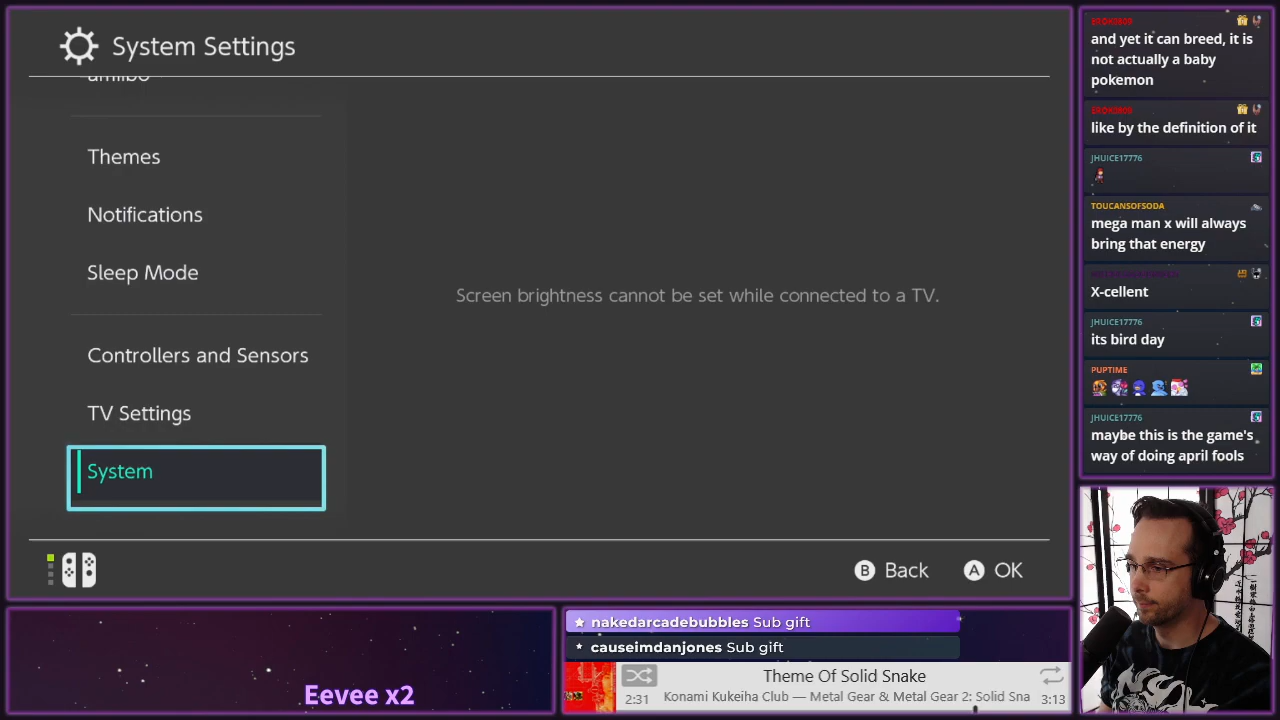 System Settings
amiibo
Themes
Notifications
Sleep Mode
Controllers and Sensors
TV Settings
System
Screen brightness cannot be set while connected to a TV.
B Back
A OK
Eevee x2
nakedarcadebubbles Sub gift
causeimdanjones Sub gift
Theme Of Solid Snake
2:31
Konami Kukeiha Club — Metal Gear & Metal Gear 2: Solid Sna
3:13
and yet it can breed, it is
not actually a baby
pokemon
like by the definition of it
JHUICE17776
TOUCANSOFSODA
mega man x will always
bring that energy
X-cellent
JHUICE17776
its bird day
PUPTIME
JHUICE17776
maybe this is the game's
way of doing april fools